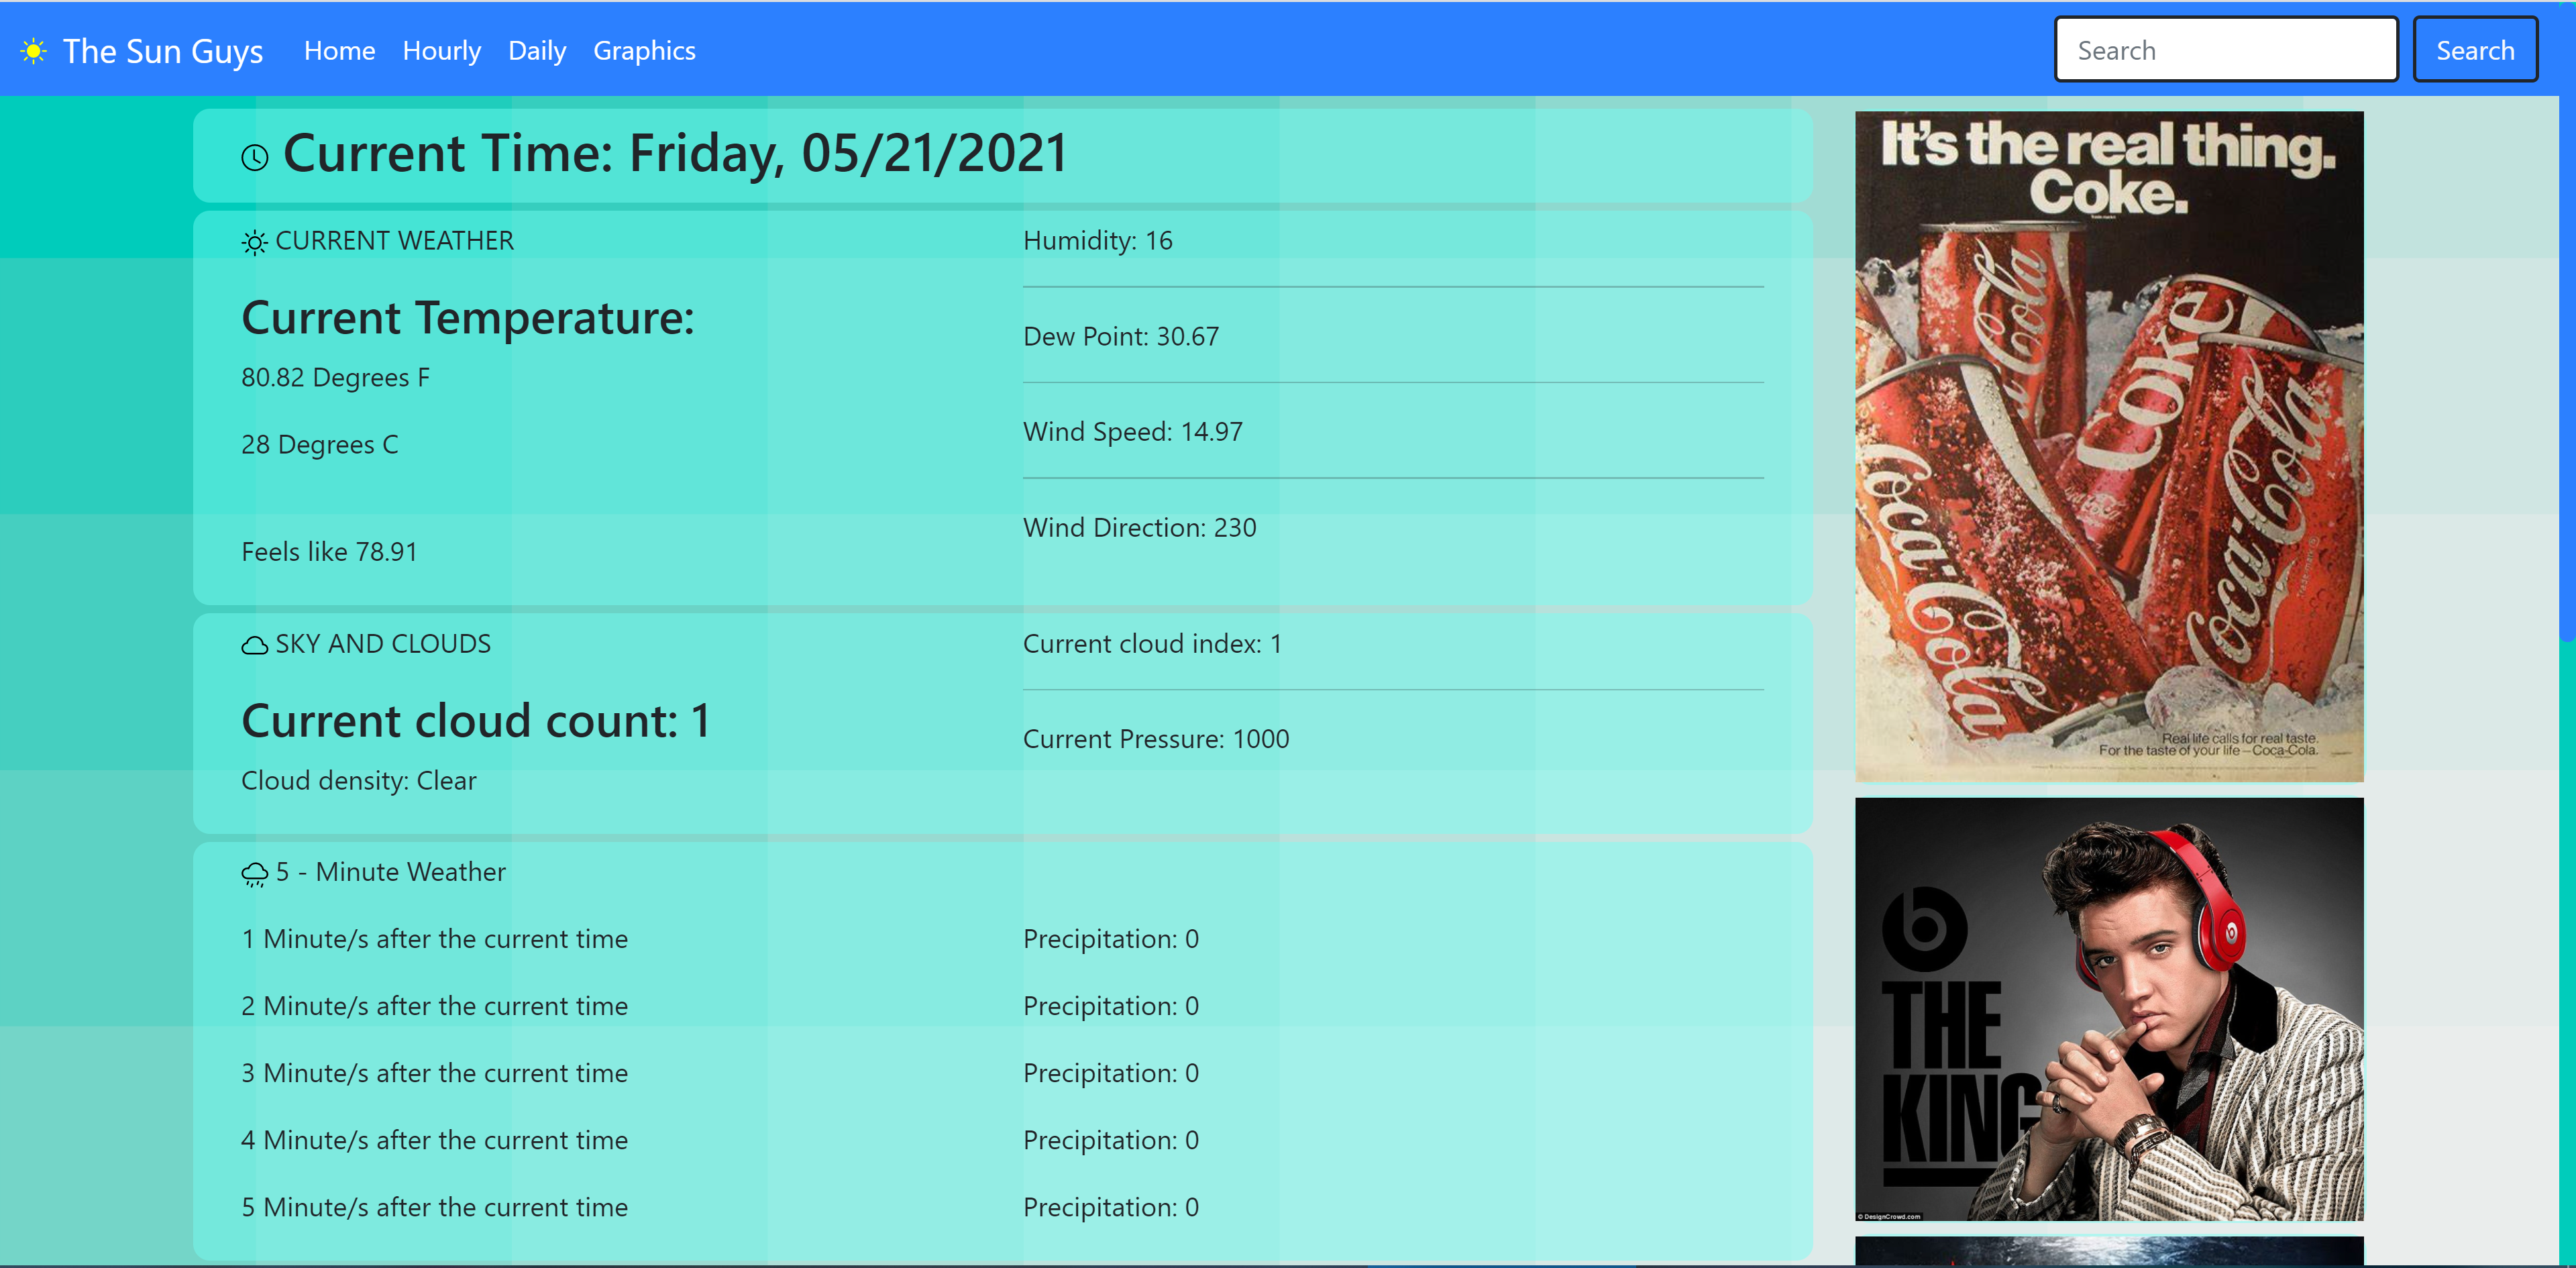 The Sun Guys
Home
Hourly
Daily
Graphics
Search
Search
Current Time: Friday, 05/21/2021
CURRENT WEATHER
Current Temperature:
80.82 Degrees F
28 Degrees C
Feels like 78.91
Humidity: 16
Dew Point: 30.67
Wind Speed: 14.97
Wind Direction: 230
SKY AND CLOUDS
Current cloud count: 1
Cloud density: Clear
Current cloud index: 1
Current Pressure: 1000
5 - Minute Weather
1 Minute/s after the current time
Precipitation: 0
2 Minute/s after the current time
Precipitation: 0
3 Minute/s after the current time
Precipitation: 0
4 Minute/s after the current time
Precipitation: 0
5 Minute/s after the current time
Precipitation: 0
It's the real thing.
Coke.
Coca-Cola
Coke
Coca-Cola
Coca-Cola
Real life calls for real taste.
For the taste of your life—Coca-Cola.
b
THE
KING
© DesignCrowd.com